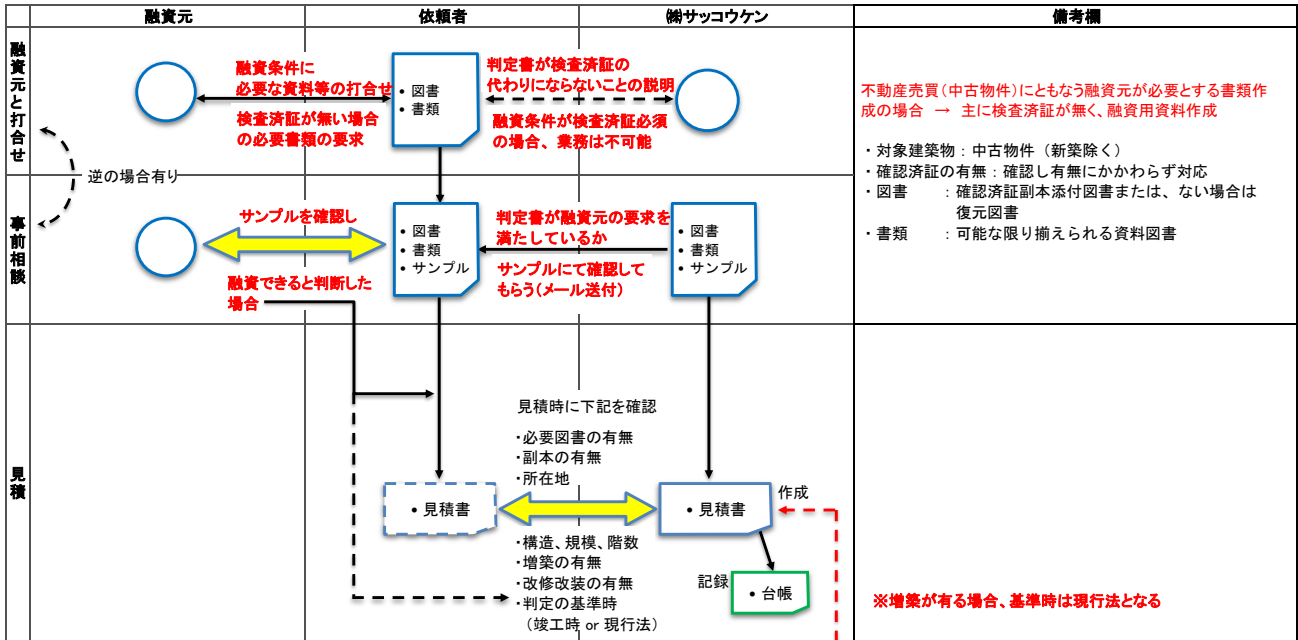 融資元
依頼者
㈱サッコウケン
備考欄
融資元と打合せ
融資条件に
必要な資料等の打合せ
検査済証が無い場合
の必要書類の要求
• 図書
• 書類
判定書が検査済証の
代わりにならないことの説明
融資条件が検査済証必須
の場合、業務は不可能
不動産売買(中古物件)にともなう融資元が必要とする書類作
成の場合 → 主に検査済証が無く、融資用資料作成
・対象建築物：中古物件（新築除く）
・確認済証の有無：確認し有無にかかわらず対応
・図書　　：確認済証副本添付図書または、ない場合は
復元図書
・書類　　：可能な限り揃えられる資料図書
逆の場合有り
事前相談
サンプルを確認し
融資できると判断した
場合
• 図書
• 書類
• サンプル
判定書が融資元の要求を
満たしているか
サンプルにて確認して
もらう(メール送付)
• 図書
• 書類
• サンプル
見積
見積時に下記を確認
・必要図書の有無
・副本の有無
・所在地
• 見積書
• 見積書
作成
・構造、規模、階数
・増築の有無
・改修改装の有無
・判定の基準時
（竣工時 or 現行法）
記録
• 台帳
※増築が有る場合、基準時は現行法となる